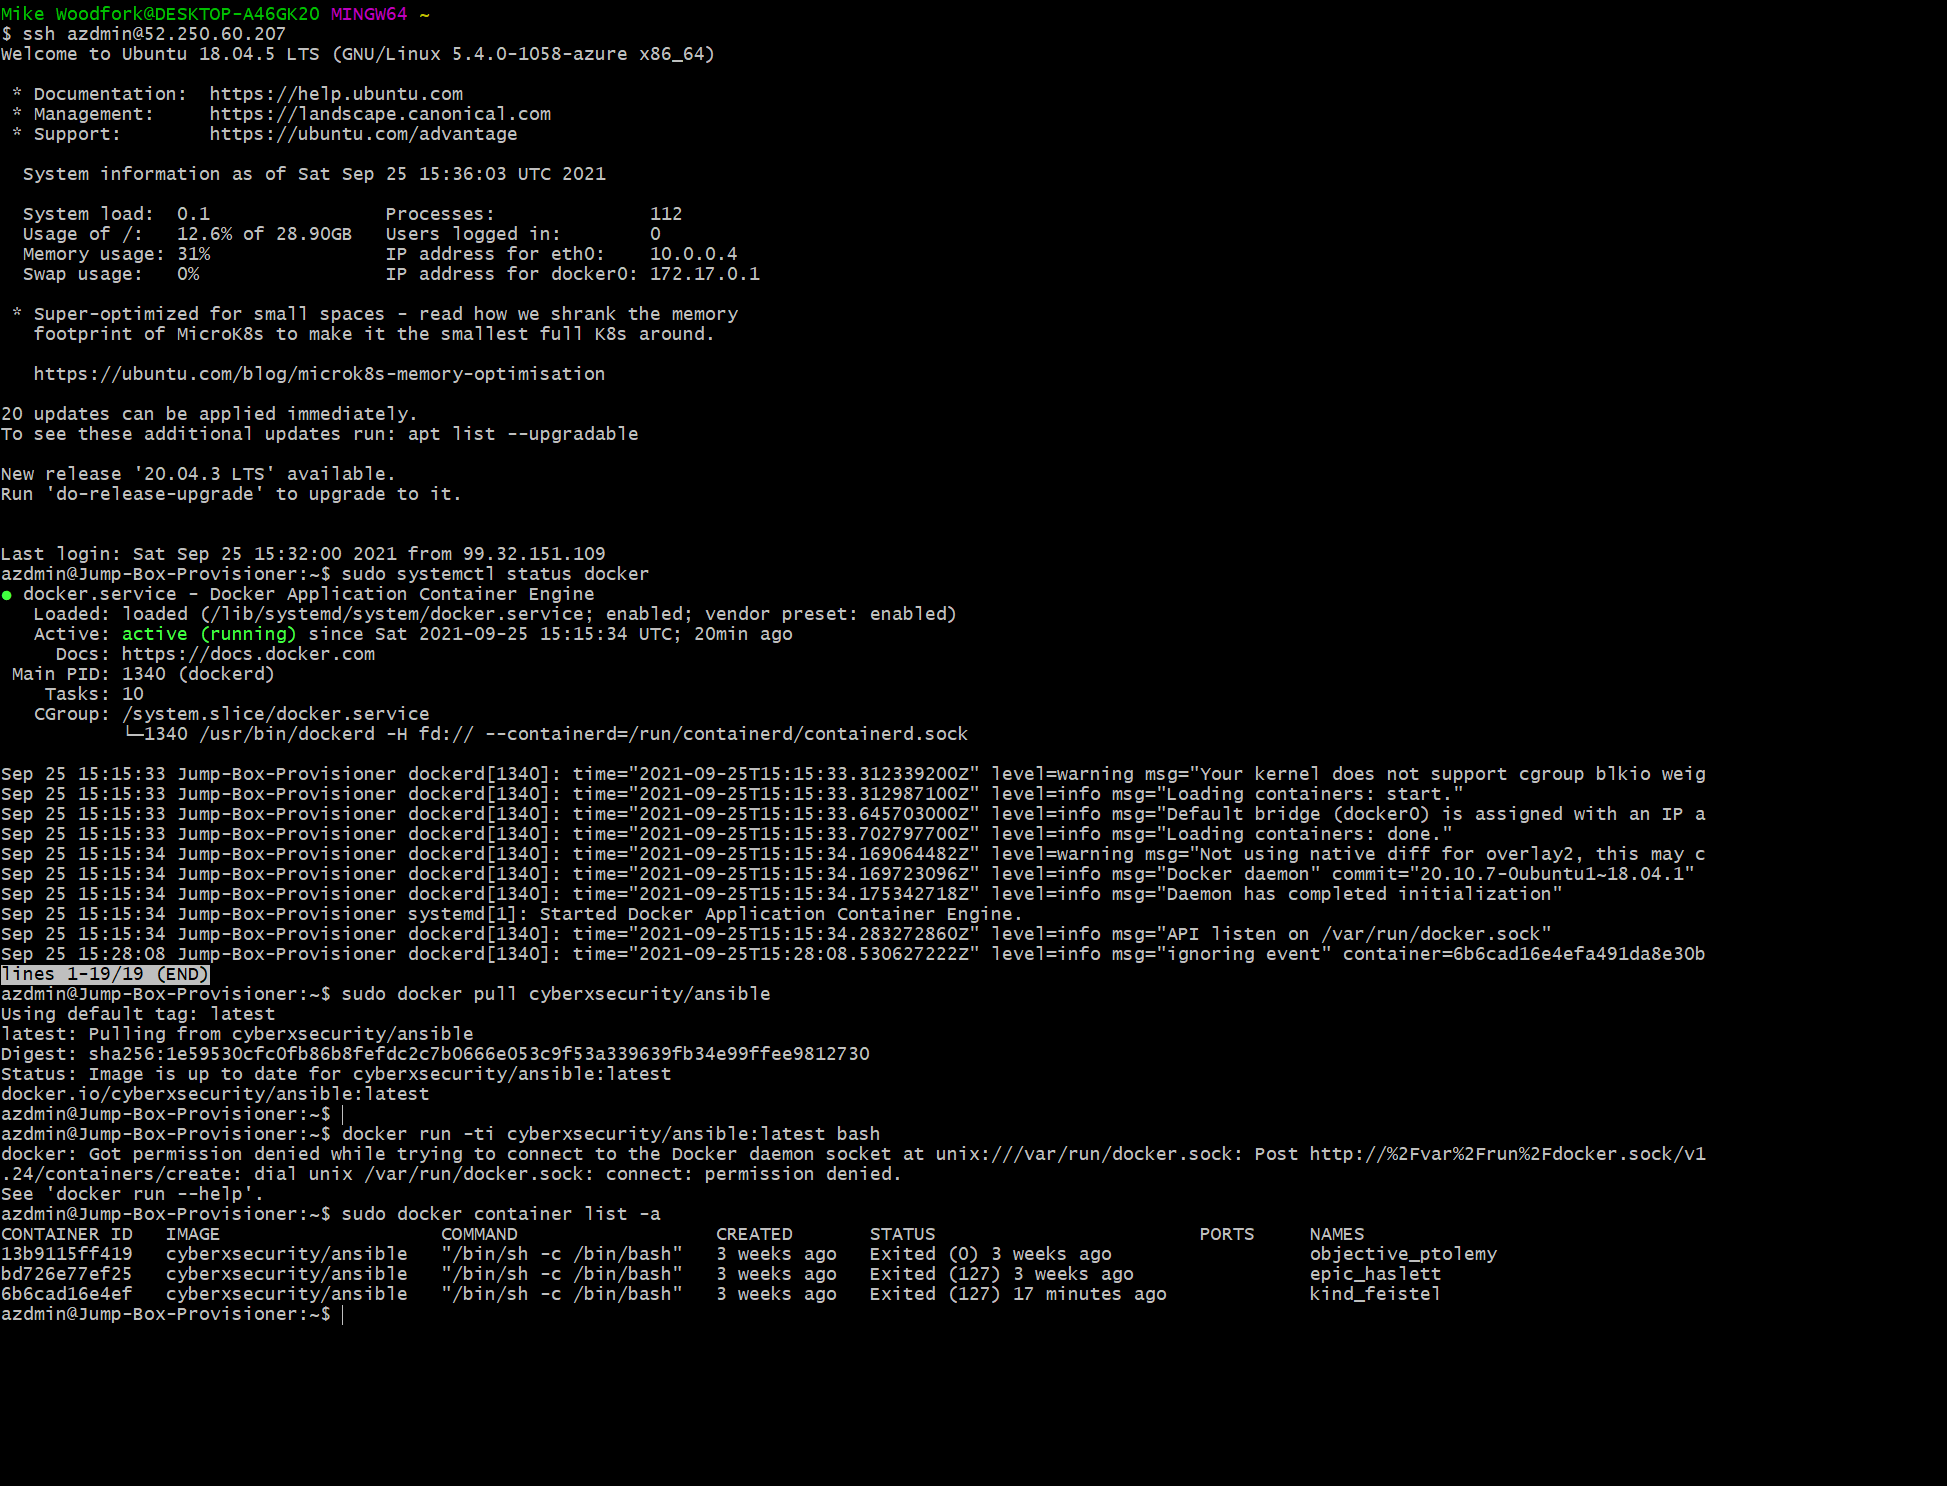 Mike Woodfork@DESKTOP-A46GK20 MINGW64 ~
$ ssh azdmin@52.250.60.207
Welcome to Ubuntu 18.04.5 LTS (GNU/Linux 5.4.0-1058-azure x86_64)
* Documentation:  https://help.ubuntu.com
* Management:     https://landscape.canonical.com
* Support:        https://ubuntu.com/advantage
System information as of Sat Sep 25 15:36:03 UTC 2021
System load:  0.1                Processes:              112
Usage of /:   12.6% of 28.90GB   Users logged in:        0
Memory usage: 31%                IP address for eth0:    10.0.0.4
Swap usage:   0%                 IP address for docker0: 172.17.0.1
* Super-optimized for small spaces - read how we shrank the memory
footprint of MicroK8s to make it the smallest full K8s around.
https://ubuntu.com/blog/microk8s-memory-optimisation
20 updates can be applied immediately.
To see these additional updates run: apt list --upgradable
New release '20.04.3 LTS' available.
Run 'do-release-upgrade' to upgrade to it.
Last login: Sat Sep 25 15:32:00 2021 from 99.32.151.109
azdmin@Jump-Box-Provisioner:~$ sudo systemctl status docker
● docker.service - Docker Application Container Engine
Loaded: loaded (/lib/systemd/system/docker.service; enabled; vendor preset: enabled)
Active: active (running) since Sat 2021-09-25 15:15:34 UTC; 20min ago
Docs: https://docs.docker.com
Main PID: 1340 (dockerd)
Tasks: 10
CGroup: /system.slice/docker.service
└─1340 /usr/bin/dockerd -H fd:// --containerd=/run/containerd/containerd.sock
Sep 25 15:15:33 Jump-Box-Provisioner dockerd[1340]: time="2021-09-25T15:15:33.312339200Z" level=warning msg="Your kernel does not support cgroup blkio weig
Sep 25 15:15:33 Jump-Box-Provisioner dockerd[1340]: time="2021-09-25T15:15:33.312987100Z" level=info msg="Loading containers: start."
Sep 25 15:15:33 Jump-Box-Provisioner dockerd[1340]: time="2021-09-25T15:15:33.645703000Z" level=info msg="Default bridge (docker0) is assigned with an IP a
Sep 25 15:15:33 Jump-Box-Provisioner dockerd[1340]: time="2021-09-25T15:15:33.702797700Z" level=info msg="Loading containers: done."
Sep 25 15:15:34 Jump-Box-Provisioner dockerd[1340]: time="2021-09-25T15:15:34.169064482Z" level=warning msg="Not using native diff for overlay2, this may c
Sep 25 15:15:34 Jump-Box-Provisioner dockerd[1340]: time="2021-09-25T15:15:34.169723096Z" level=info msg="Docker daemon" commit="20.10.7-0ubuntu1~18.04.1"
Sep 25 15:15:34 Jump-Box-Provisioner dockerd[1340]: time="2021-09-25T15:15:34.175342718Z" level=info msg="Daemon has completed initialization"
Sep 25 15:15:34 Jump-Box-Provisioner systemd[1]: Started Docker Application Container Engine.
Sep 25 15:15:34 Jump-Box-Provisioner dockerd[1340]: time="2021-09-25T15:15:34.283272860Z" level=info msg="API listen on /var/run/docker.sock"
Sep 25 15:28:08 Jump-Box-Provisioner dockerd[1340]: time="2021-09-25T15:28:08.530627222Z" level=info msg="ignoring event" container=6b6cad16e4efa491da8e30b
lines 1-19/19 (END)
azdmin@Jump-Box-Provisioner:~$ sudo docker pull cyberxsecurity/ansible
Using default tag: latest
latest: Pulling from cyberxsecurity/ansible
Digest: sha256:1e59530cfc0fb86b8fefdc2c7b0666e053c9f53a339639fb34e99ffee9812730
Status: Image is up to date for cyberxsecurity/ansible:latest
docker.io/cyberxsecurity/ansible:latest
azdmin@Jump-Box-Provisioner:~$
azdmin@Jump-Box-Provisioner:~$ docker run -ti cyberxsecurity/ansible:latest bash
docker: Got permission denied while trying to connect to the Docker daemon socket at unix:///var/run/docker.sock: Post http://%2Fvar%2Frun%2Fdocker.sock/v1
.24/containers/create: dial unix /var/run/docker.sock: connect: permission denied.
See 'docker run --help'.
azdmin@Jump-Box-Provisioner:~$ sudo docker container list -a
CONTAINER ID   IMAGE                    COMMAND                  CREATED       STATUS                        PORTS     NAMES
13b9115ff419   cyberxsecurity/ansible   "/bin/sh -c /bin/bash"   3 weeks ago   Exited (0) 3 weeks ago                  objective_ptolemy
bd726e77ef25   cyberxsecurity/ansible   "/bin/sh -c /bin/bash"   3 weeks ago   Exited (127) 3 weeks ago                epic_haslett
6b6cad16e4ef   cyberxsecurity/ansible   "/bin/sh -c /bin/bash"   3 weeks ago   Exited (127) 17 minutes ago             kind_feistel
azdmin@Jump-Box-Provisioner:~$